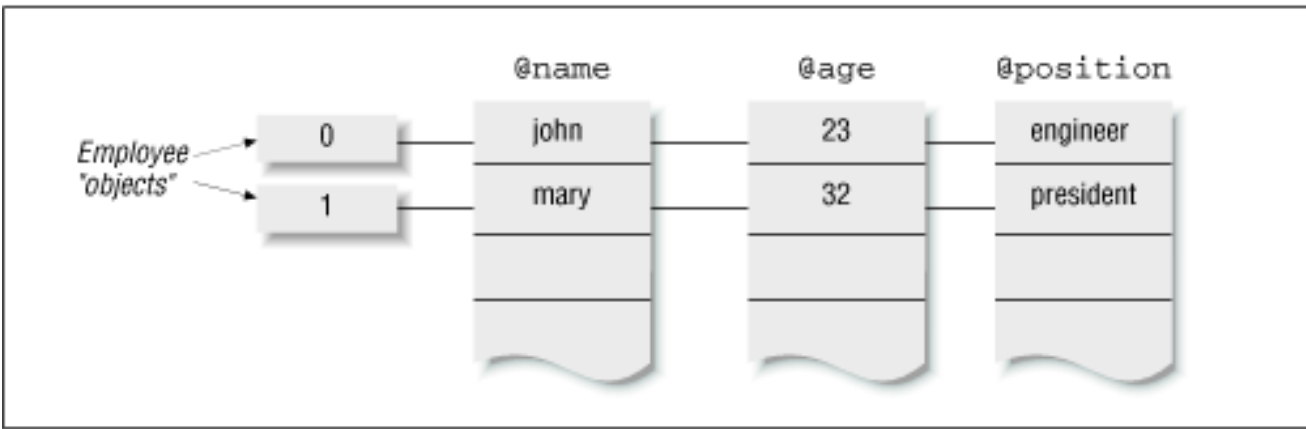 @name @age @position
0 john 23 engineer
Employee
"objects"
1 mary 32 president